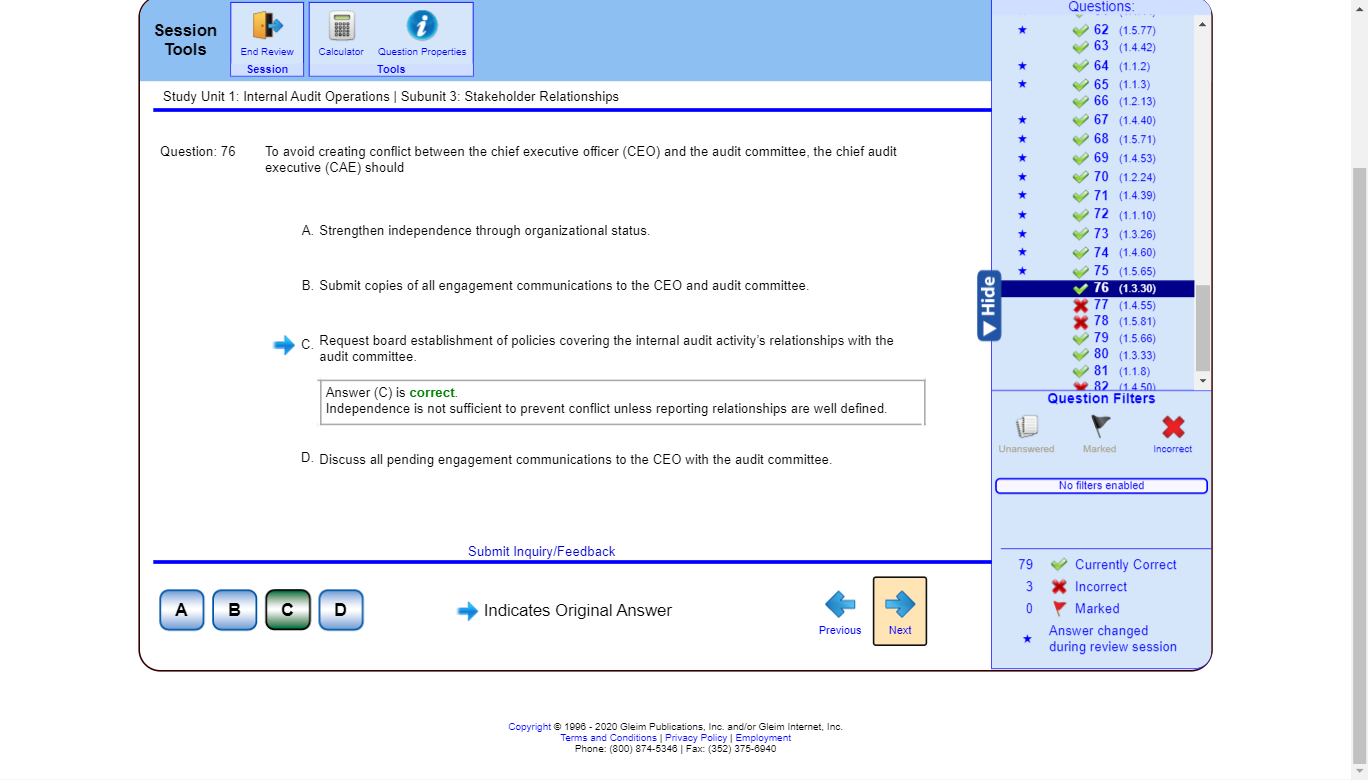 Session Tools
End Review
Session
Calculator
Question Properties
Tools
Study Unit 1: Internal Audit Operations | Subunit 3: Stakeholder Relationships
Question: 76
To avoid creating conflict between the chief executive officer (CEO) and the audit committee, the chief audit
executive (CAE) should
A. Strengthen independence through organizational status.
B. Submit copies of all engagement communications to the CEO and audit committee.
C. Request board establishment of policies covering the internal audit activity's relationships with the
audit committee.
Answer (C) is correct.
Independence is not sufficient to prevent conflict unless reporting relationships are well defined.
D. Discuss all pending engagement communications to the CEO with the audit committee.
Submit Inquiry/Feedback
A B C D
Indicates Original Answer
Previous
Next
Hide
Questions:
62 (1.5.77)
63 (1.4.42)
64 (1.1.2)
65 (1.1.3)
66 (1.2.13)
67 (1.4.40)
68 (1.5.71)
69 (1.4.53)
70 (1.2.24)
71 (1.4.39)
72 (1.1.10)
73 (1.3.26)
74 (1.4.60)
75 (1.5.65)
76 (1.3.30)
77 (1.4.55)
78 (1.5.81)
79 (1.5.66)
80 (1.3.33)
81 (1.1.8)
82 (1.4.50)
Question Filters
Unanswered
Marked
Incorrect
No filters enabled
79 Currently Correct
3 Incorrect
0 Marked
Answer changed
during review session
Copyright © 1996 - 2020 Gleim Publications, Inc. and/or Gleim Internet, Inc.
Terms and Conditions | Privacy Policy | Employment
Phone: (800) 874-5346 | Fax: (352) 375-6940